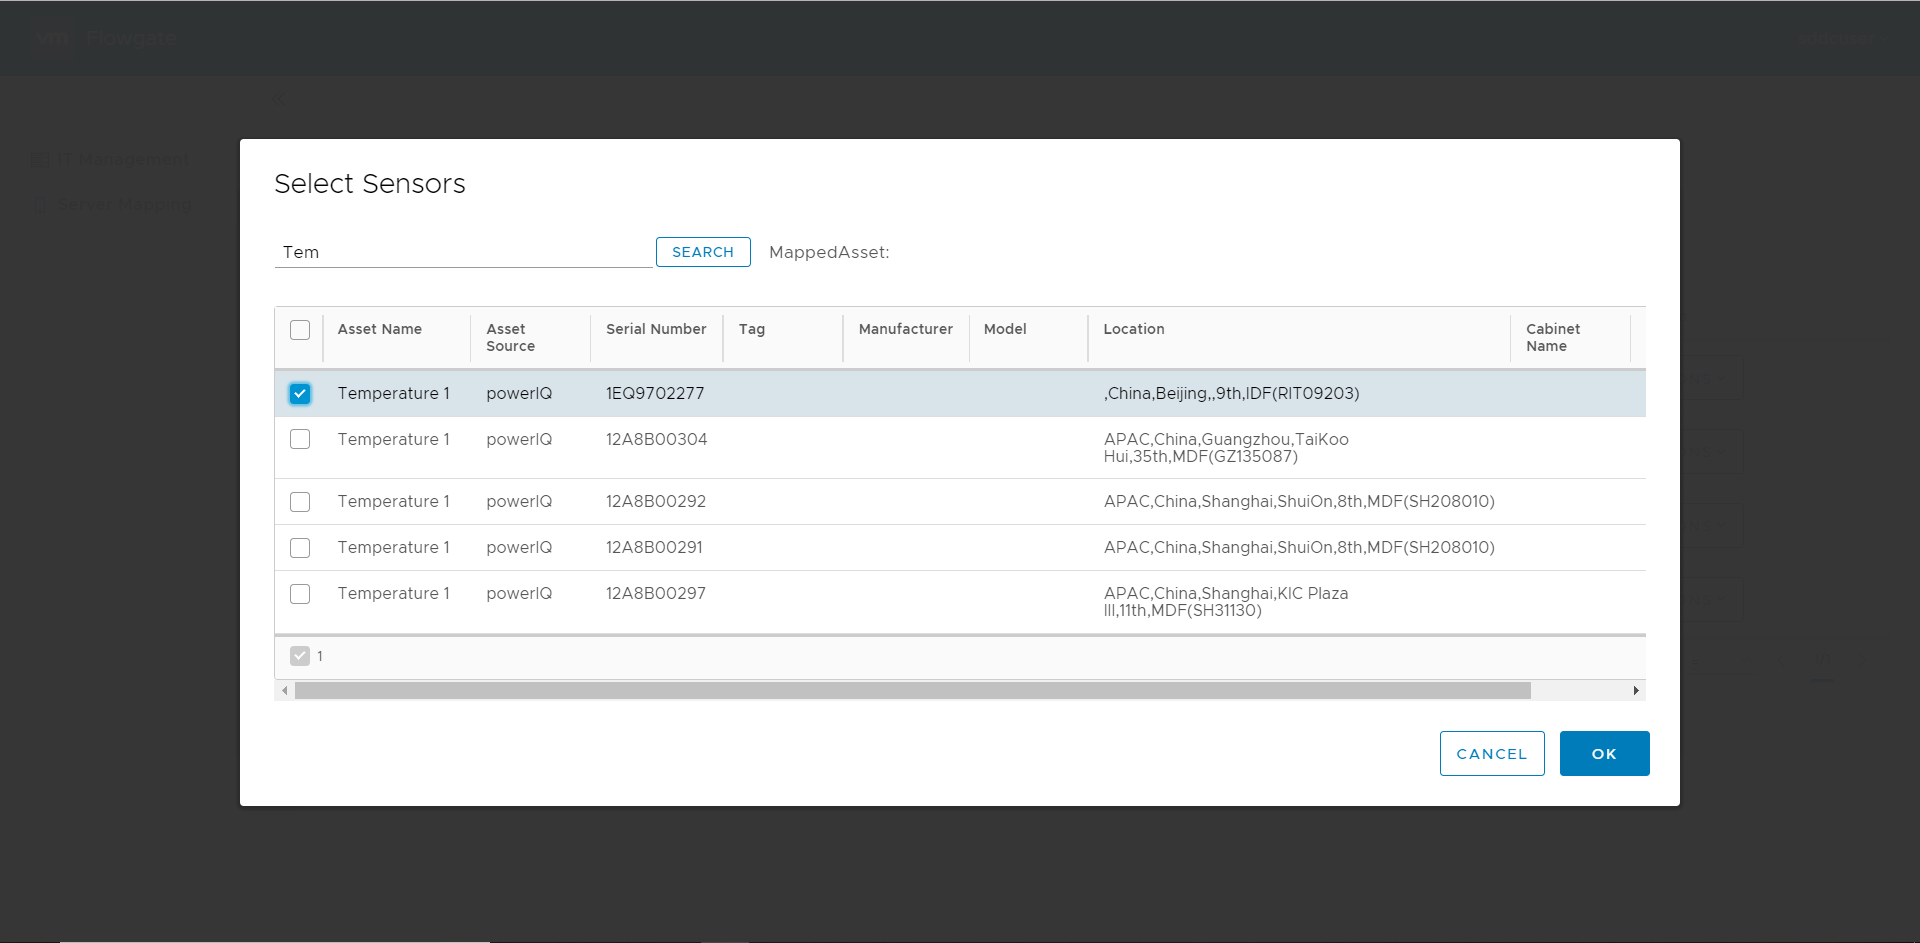 vm Flowgate
IT Management
Server Mapping
Select Sensors
Tem
SEARCH
MappedAsset:
Asset Name
Asset
Source
Serial Number
Tag
Manufacturer
Model
Location
Cabinet
Name
Temperature 1 powerIQ 1EQ9702277 ,China,Beijing,,9th,IDF(RIT09203)
Temperature 1 powerIQ 12A8B00304 APAC,China,Guangzhou,TaiKoo
Hui,35th,MDF(GZ135087)
Temperature 1 powerIQ 12A8B00292 APAC,China,Shanghai,ShuiOn,8th,MDF(SH208010)
Temperature 1 powerIQ 12A8B00291 APAC,China,Shanghai,ShuiOn,8th,MDF(SH208010)
Temperature 1 powerIQ 12A8B00297 APAC,China,Shanghai,KIC Plaza
III,11th,MDF(SH31130)
1
CANCEL
OK